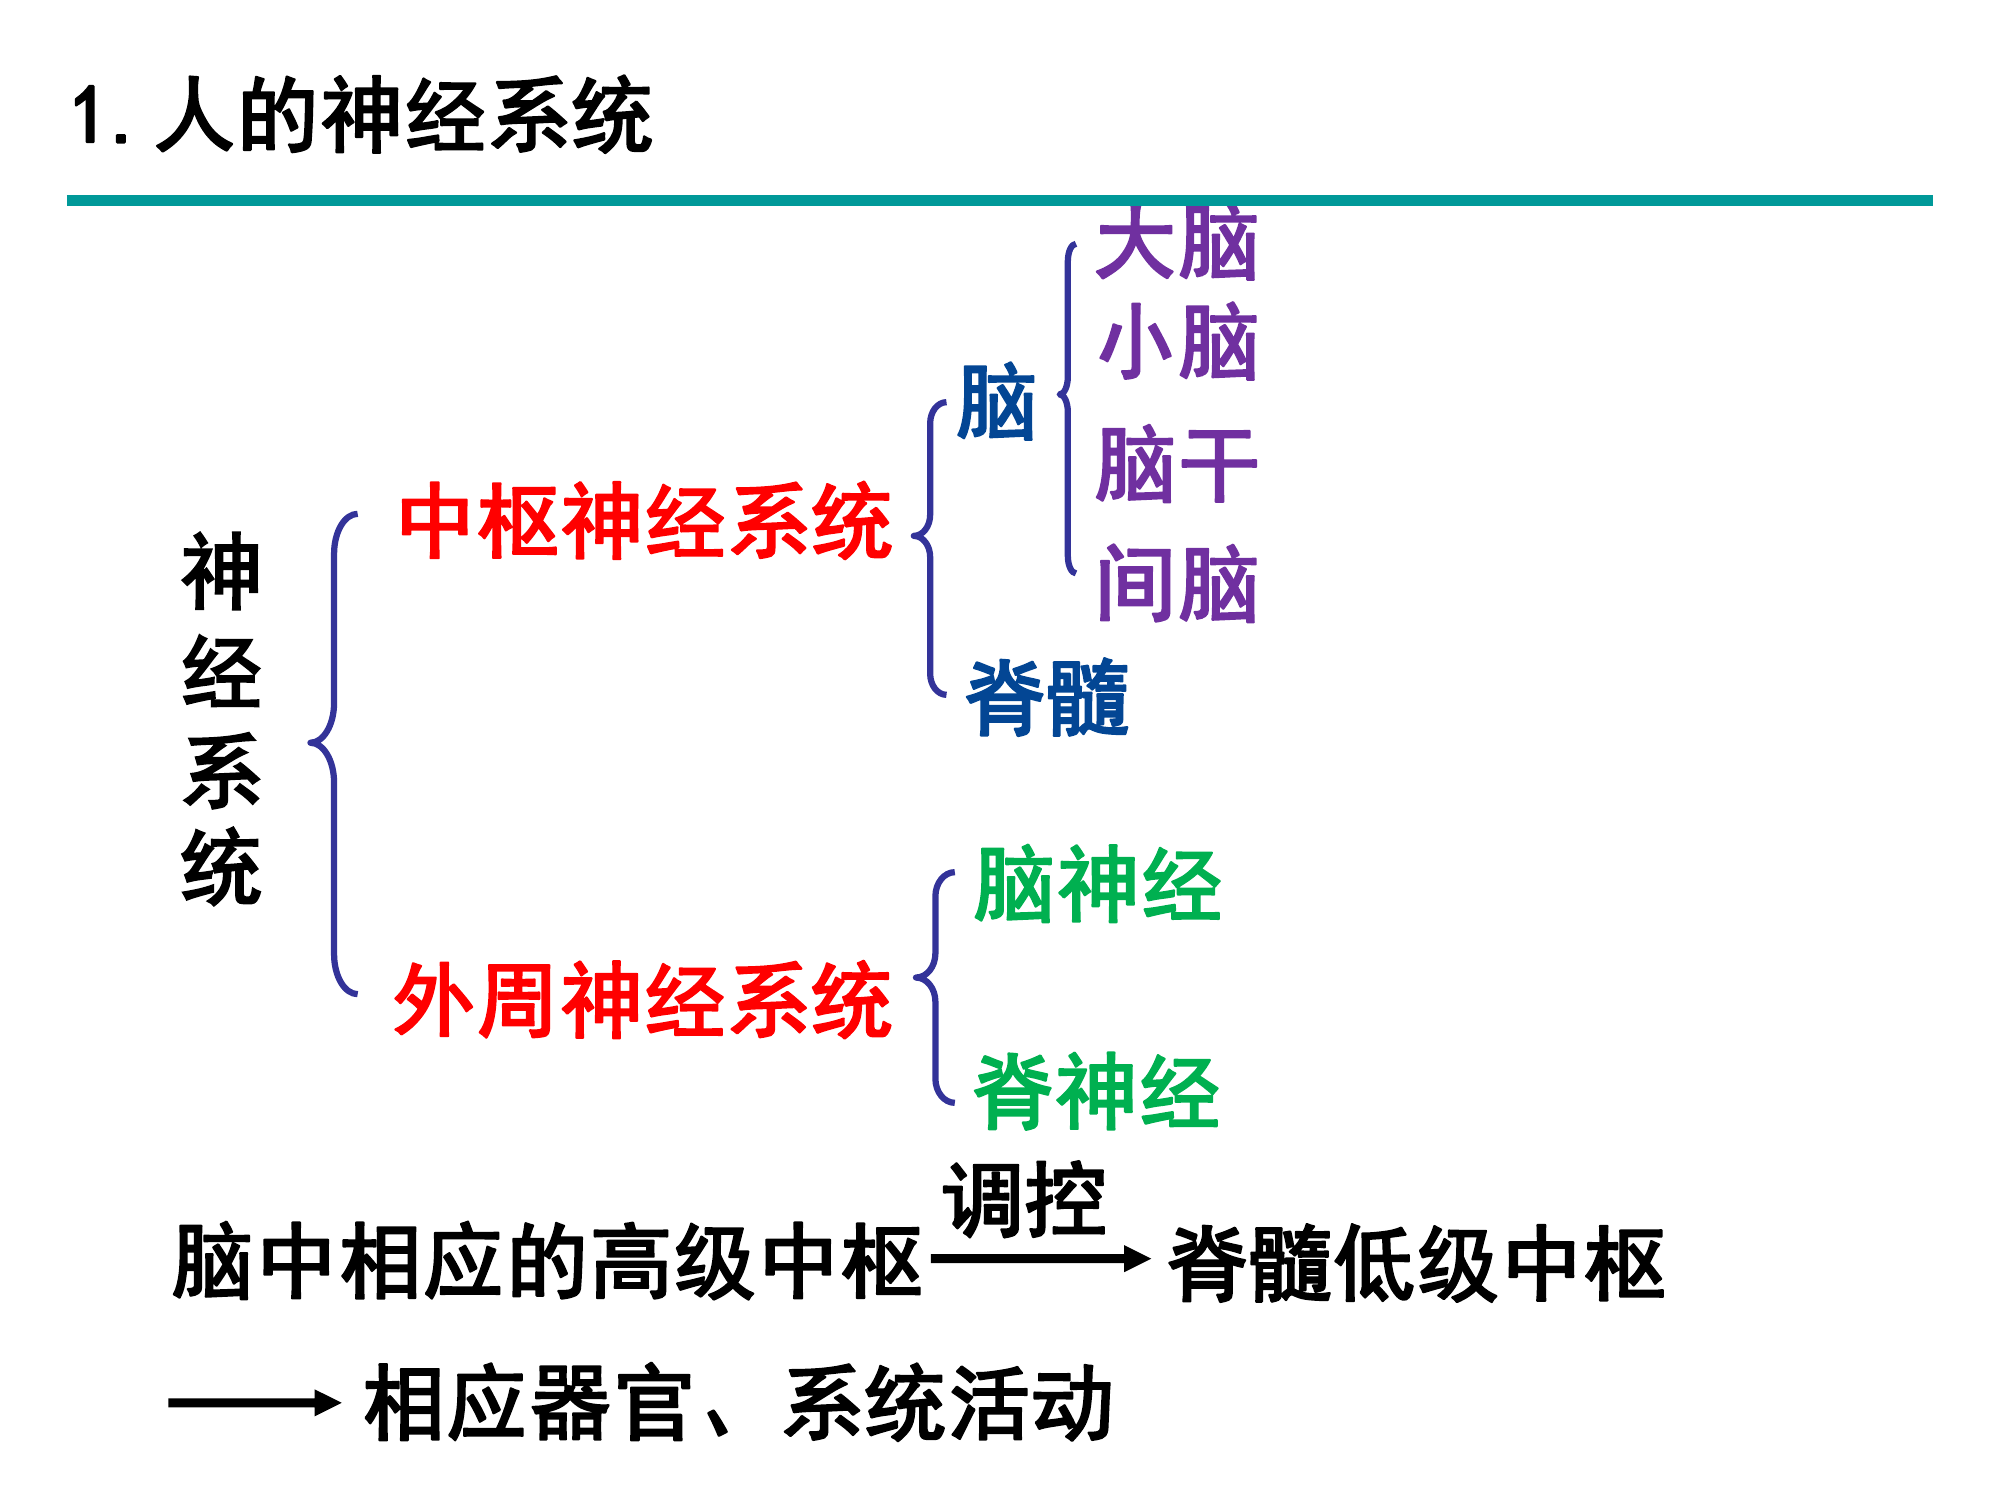 1.人的神经系统
大脑
小脑
脑
脑干
中枢神经系统
间脑
脊髓
神经系统
脑神经
外周神经系统
脊神经
调控
脑中相应的高级中枢
脊髓低级中枢
相应器官、系统活动